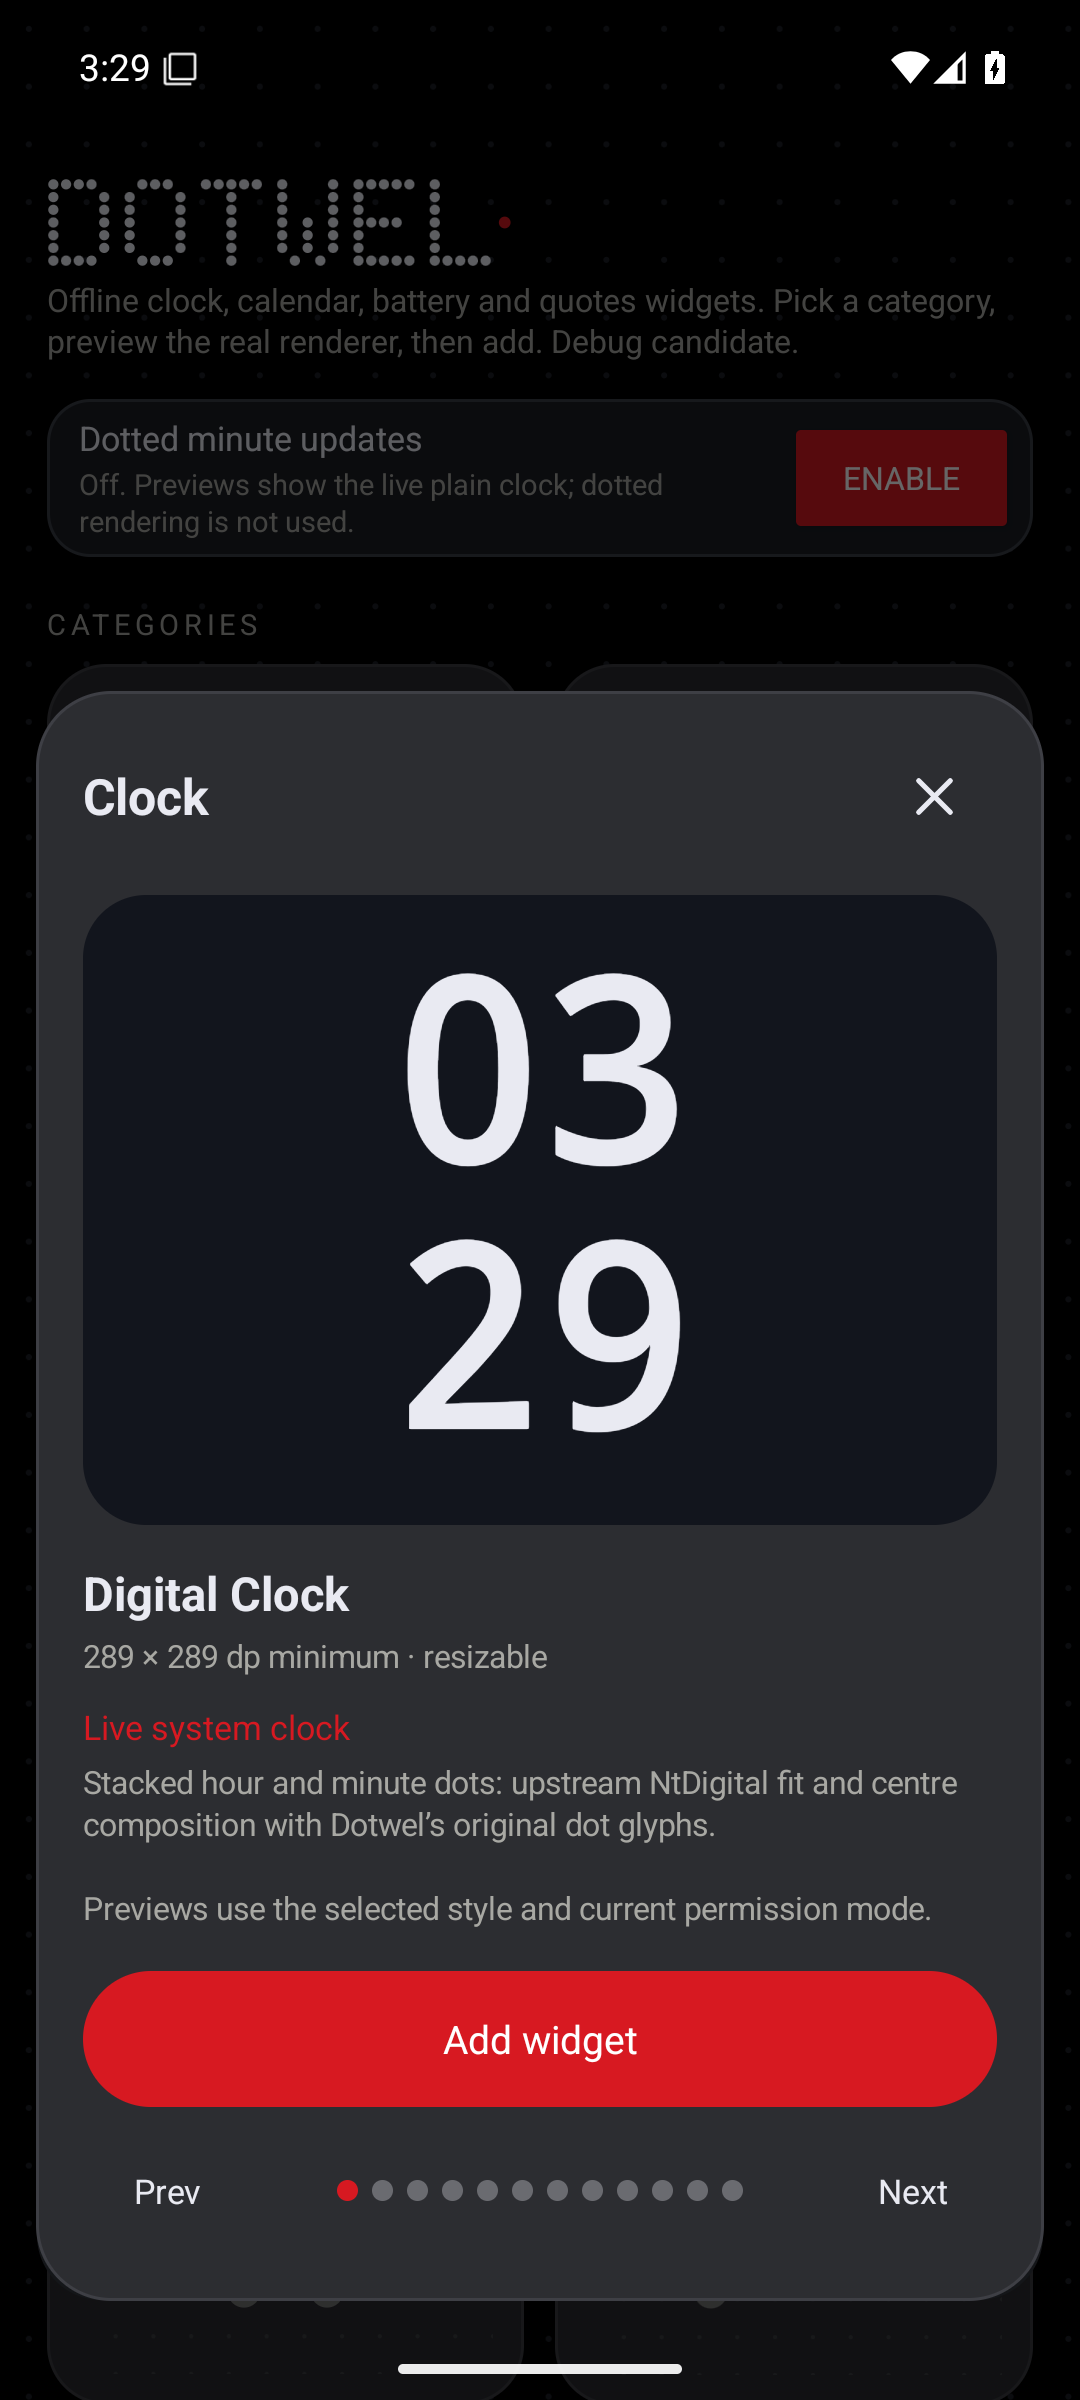 3:29
DOTWEL
Offline clock, calendar, battery and quotes widgets. Pick a category,
preview the real renderer, then add. Debug candidate.
Dotted minute updates
Off. Previews show the live plain clock; dotted
rendering is not used.
ENABLE
CATEGORIES
Clock
03
29
Digital Clock
289 × 289 dp minimum · resizable
Live system clock
Stacked hour and minute dots: upstream NtDigital fit and centre
composition with Dotwel’s original dot glyphs.
Previews use the selected style and current permission mode.
Add widget
Prev
Next